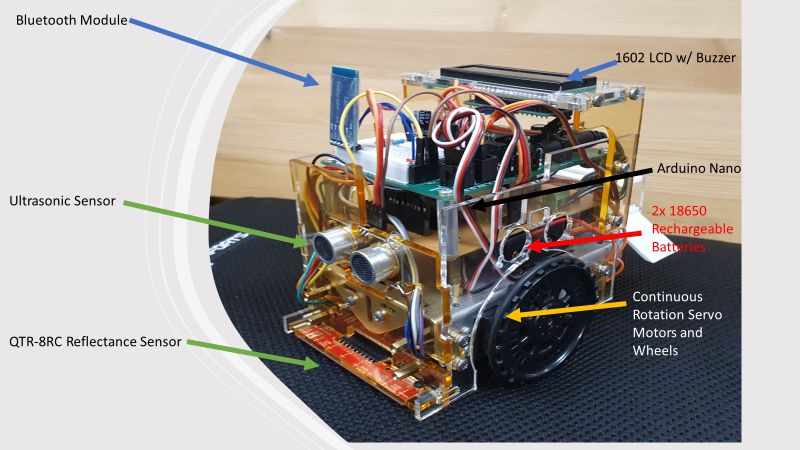 Bluetooth Module
1602 LCD w/ Buzzer
Arduino Nano
Ultrasonic Sensor
2x 18650
Rechargeable
Batteries
Continuous
Rotation Servo
Motors and
Wheels
QTR-8RC Reflectance Sensor